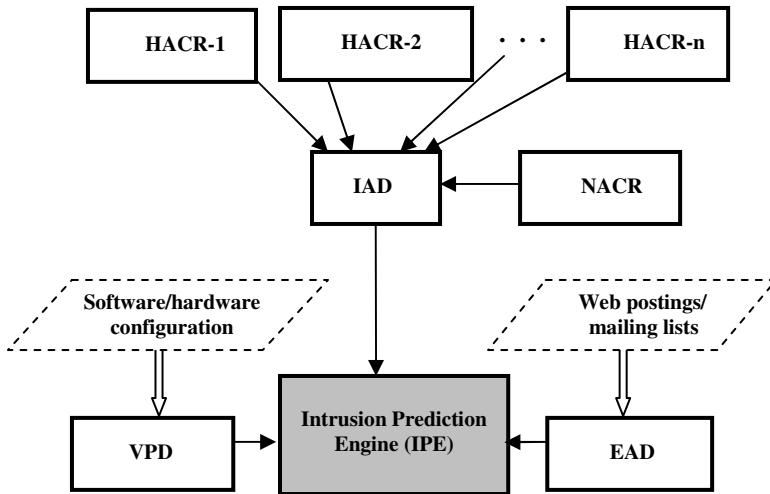 HACR-1
HACR-2
. . .
HACR-n
IAD
NACR
Software/hardware
configuration
Web postings/
mailing lists
Intrusion Prediction
Engine (IPE)
VPD
EAD